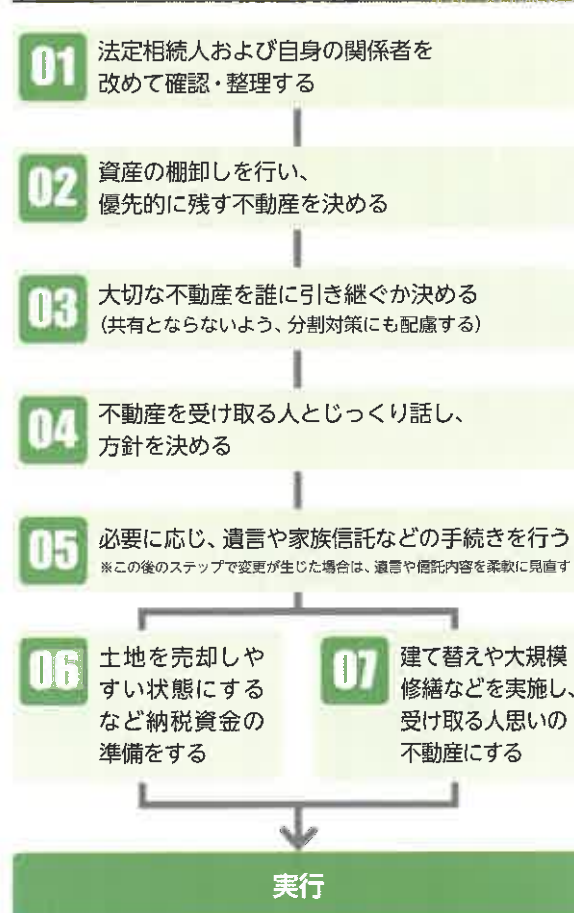 01
法定相続人および自身の関係者を
改めて確認・整理する
02
資産の棚卸しを行い、
優先的に残す不動産を決める
03
大切な不動産を誰に引き継ぐか決める
(共有とならないよう、分割対策にも配慮する)
04
不動産を受け取る人とじっくり話し、
方針を決める
05
必要に応じ、遺言や家族信託などの手続きを行う
※この後のステップで変更が生じた場合は、遺言や信託内容を柔軟に見直す
06
土地を売却しや
すい状態にする
など納税資金の
準備をする
07
建て替えや大規模
修繕などを実施し、
受け取る人思いの
不動産にする
実行